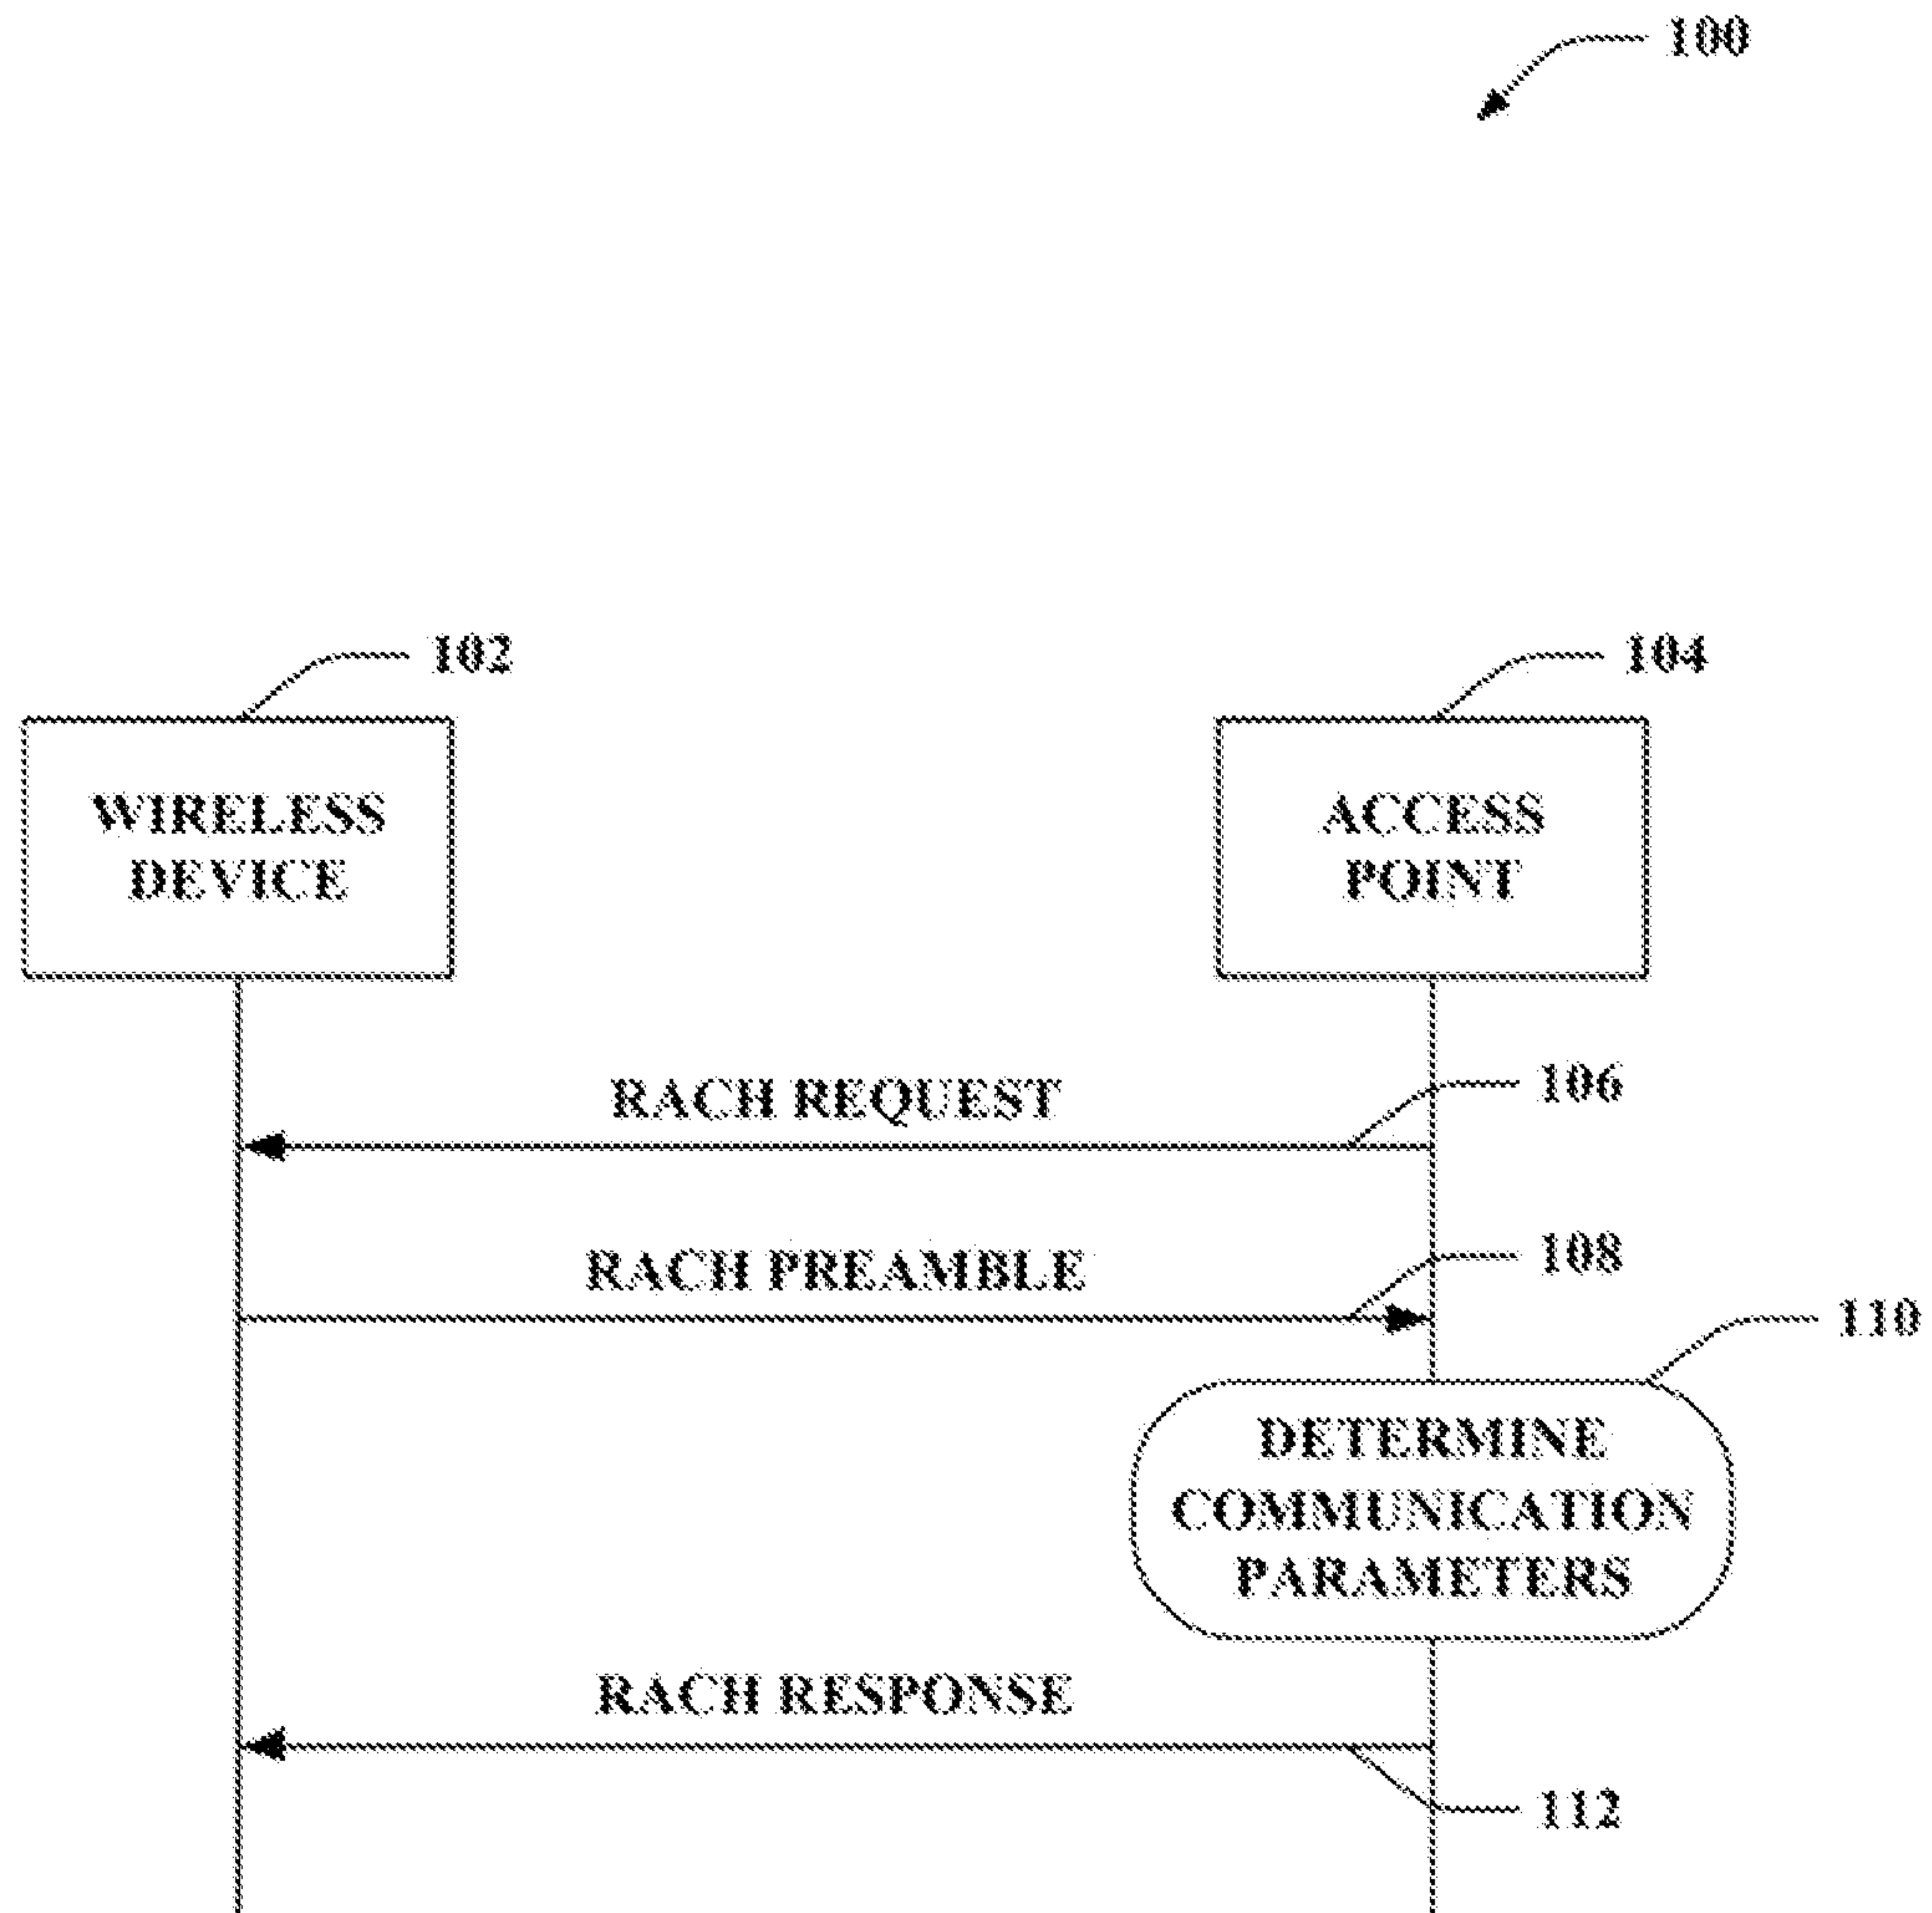 100
102
104
WIRELESS
DEVICE
ACCESS
POINT
RACH REQUEST
106
RACH PREAMBLE
108
110
DETERMINE
COMMUNICATION
PARAMETERS
RACH RESPONSE
112